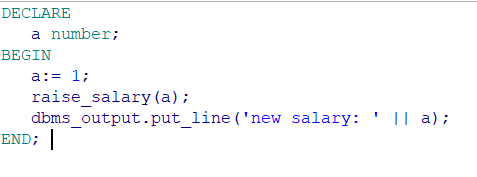 DECLARE
a number;
BEGIN
a:= 1;
raise_salary(a);
dbms_output.put_line('new salary: ' || a);
END;